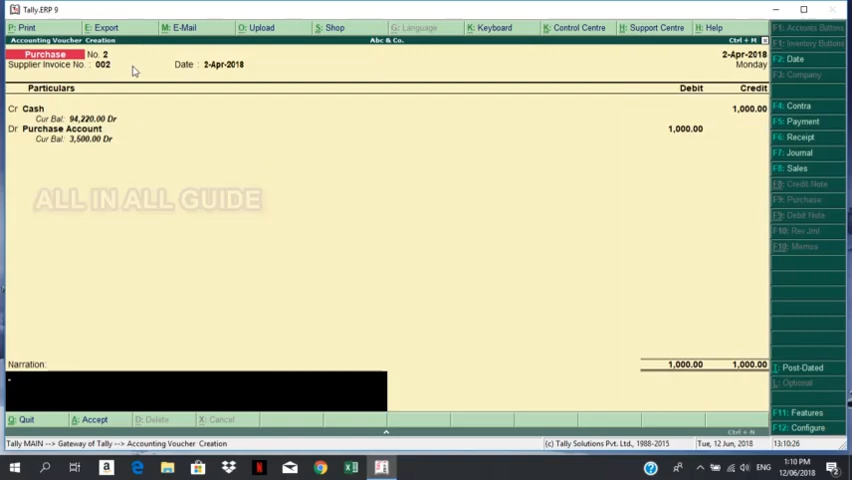 Tally.ERP 9
P: Print E: Export M: E-Mail O: Upload S: Shop G: Language K: Keyboard K: Control Centre H: Support Centre H: Help
Accounting Voucher Creation Abc & Co. Ctrl + M
Purchase No. 2 2-Apr-2018
Supplier Invoice No. : 002 Date : 2-Apr-2018 Monday
Particulars Debit Credit
Cr Cash 1,000.00
Cur Bal: 94,220.00 Dr
Dr Purchase Account 1,000.00
Cur Bal: 3,500.00 Dr
ALL IN ALL GUIDE
Narration: 1,000.00 1,000.00
Q: Quit A: Accept D: Delete X: Cancel
Ctrl + N
Tally MAIN --> Gateway of Tally --> Accounting Voucher Creation (c) Tally Solutions Pvt. Ltd., 1988-2015 Tue, 12 Jun, 2018 13:10:26
F1: Accounts Buttons
F1: Inventory Buttons
F2: Date
F3: Company
F4: Contra
F5: Payment
F6: Receipt
F7: Journal
F8: Sales
F8: Credit Note
F9: Purchase
F9: Debit Note
F10: Rev Jrnl
F10: Memos
T: Post-Dated
L: Optional
F11: Features
F12: Configure
ENG 1:10 PM
12/06/2018